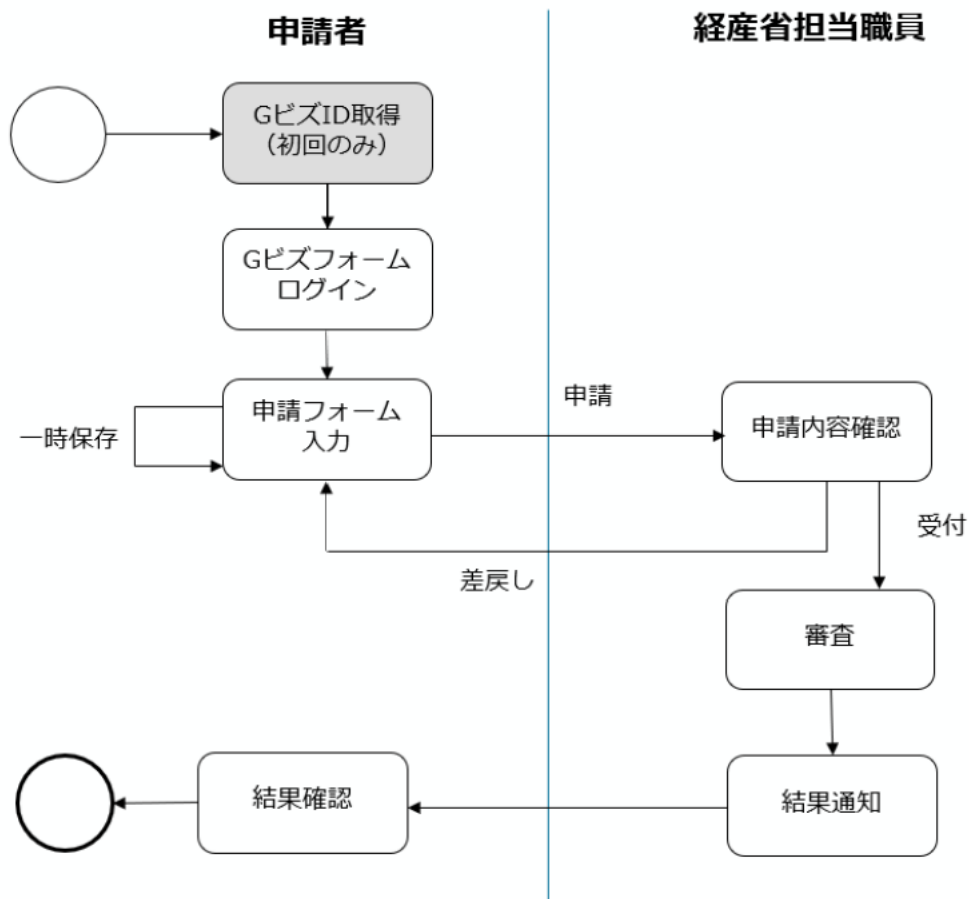 申請者
経産省担当職員
GビズID取得
（初回のみ）
Gビズフォーム
ログイン
申請フォーム
入力
一時保存
申請
申請内容確認
受付
差戻し
審査
結果確認
結果通知